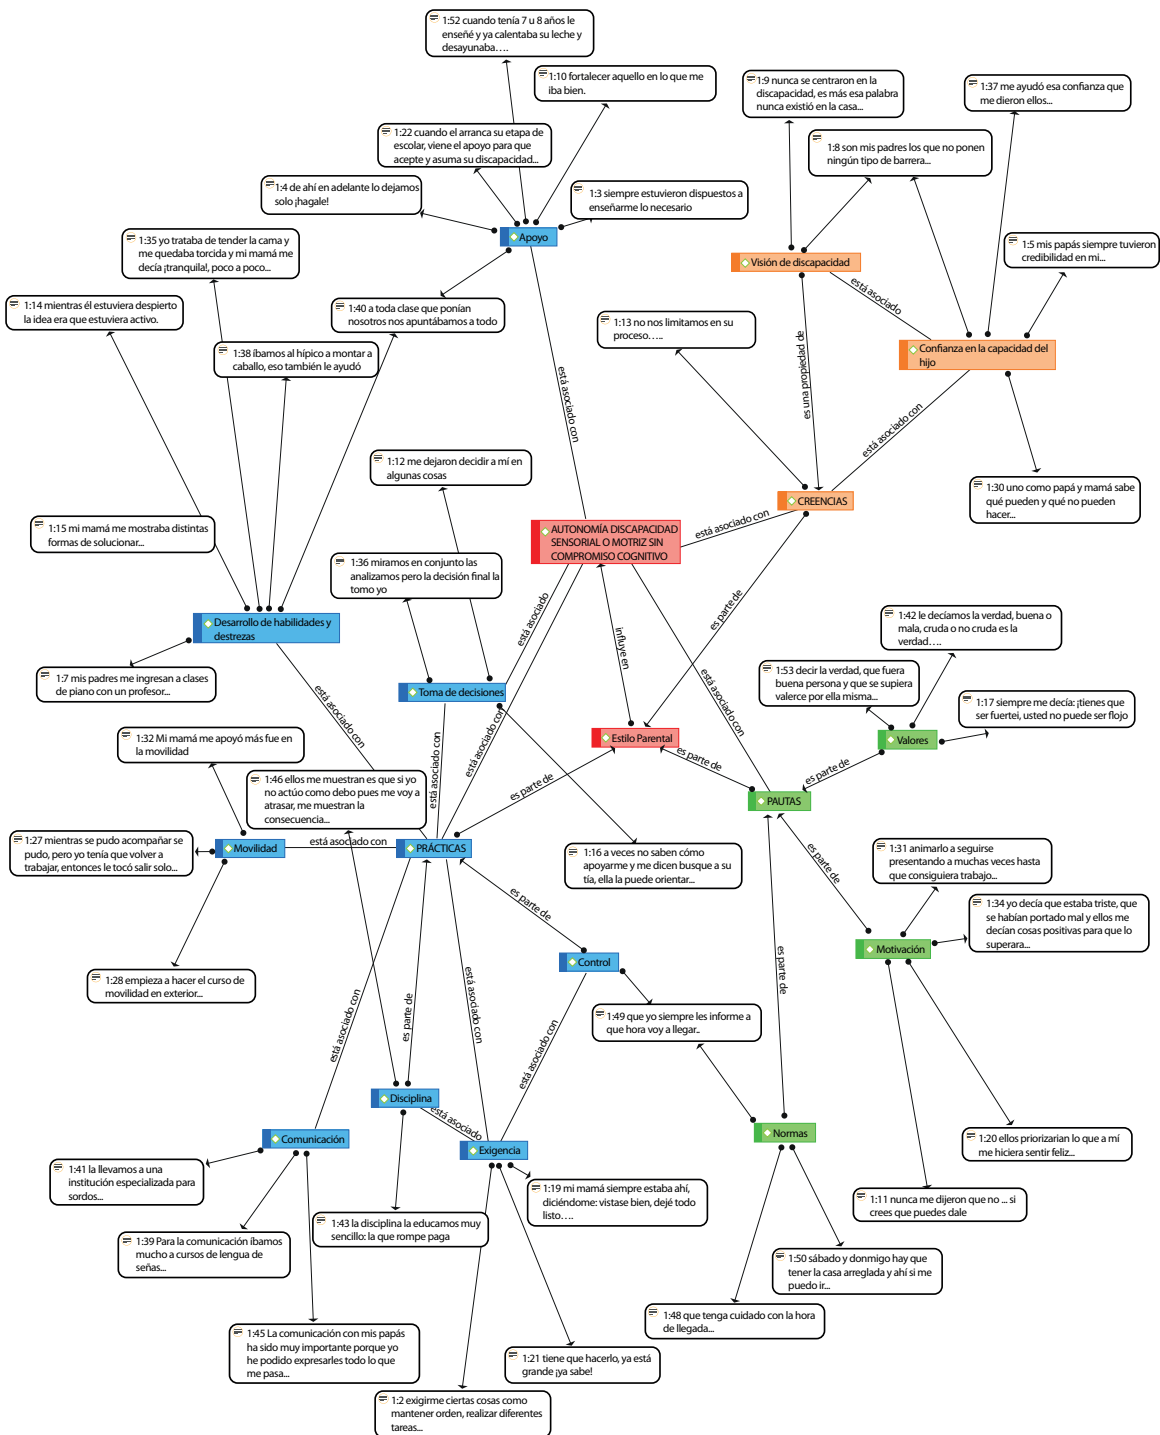 1:52 cuando tenía 7 u 8 años le
enseñé y ya calentaba su leche y
desayunaba….
1:10 fortalecer aquello en lo que me
iba bien.
1:9 nunca se centraron en la
discapacidad, es más esa palabra
nunca existió en la casa...
1:37 me ayudó esa confianza que
me dieron ellos...
1:22 cuando el arranca su etapa de
escolar, viene el apoyo para que
acepte y asuma su discapacidad...
1:8 son mis padres los que no ponen
ningún tipo de barrera...
1:4 de ahí en adelante lo dejamos
solo ¡hagale!
1:3 siempre estuvieron dispuestos a
enseñarme lo necesario
Apoyo
1:35 yo trataba de tender la cama y
me quedaba torcida y mi mamá me
decía ¡tranquila!, poco a poco...
1:5 mis papás siempre tuvieron
credibilidad en mi...
Visión de discapacidad
está asociado
1:14 mientras él estuviera despierto
la idea era que estuviera activo.
1:40 a toda clase que ponían
nosotros nos apuntábamos a todo
1:13 no nos limitamos en su
proceso…..
Confianza en la capacidad del
hijo
1:38 íbamos al hípico a montar a
caballo, eso también le ayudó
es una propiedad de
está asociado con
está asociado con
1:12 me dejaron decidir a mí en
algunas cosas
1:30 uno como papá y mamá sabe
qué pueden y qué no pueden
hacer...
CREENCIAS
está asociado con
1:15 mi mamá me mostraba distintas
formas de solucionar...
AUTONOMÍA DISCAPACIDAD
SENSORIAL O MOTRIZ SIN
COMPROMISO COGNITIVO
1:36 miramos en conjunto las
analizamos pero la decisión final la
tomo yo
es parte de
está asociado
influye en
Desarrollo de habilidades y
destrezas
1:42 le decíamos la verdad, buena o
mala, cruda o no cruda es la
verdad….
1:7 mis padres me ingresan a clases
de piano con un profesor...
1:53 decir la verdad, que fuera
buena persona y que se supiera
valerce por ella misma...
Toma de decisiones
está asociado con
está asociado con
1:17 siempre me decía: ¡tienes que
ser fuertei, usted no puede ser flojo
1:32 Mi mamá me apoyó más fue en
la movilidad
Estilo Parental
Valores
está asociado con
está asociado con
es parte de
es parte de
es parte de
1:46 ellos me muestran es que si yo
no actúo como debo pues me voy a
atrasar, me muestran la
consecuencia...
PAUTAS
1:27 mientras se pudo acompañar se
pudo, pero yo tenía que volver a
trabajar, entonces le tocó salir solo...
Movilidad
está asociado con
PRÁCTICAS
1:16 a veces no saben cómo
apoyarme y me dicen busque a su
tía, ella la puede orientar...
es parte de
1:31 animarlo a seguirse
presentando a muchas veces hasta
que consiguiera trabajo...
es parte de
1:34 yo decía que estaba triste, que
se habían portado mal y ellos me
decían cosas positivas para que lo
superara...
Motivación
Control
es parte de
1:28 empieza a hacer el curso de
movilidad en exterior...
está asociado con
es parte de
está asociado con
está asociado con
1:49 que yo siempre les informe a
que hora voy a llegar..
Disciplina
está asociado
Comunicación
Exigencia
Normas
1:20 ellos priorizarian lo que a mí
me hiciera sentir feliz...
1:41 la llevamos a una
institución especializada para
sordos...
1:19 mi mamá siempre estaba ahí,
diciéndome: vistase bien, dejé todo
listo….
1:11 nunca me dijeron que no ... si
crees que puedes dale
1:43 la disciplina la educamos muy
sencillo: la que rompe paga
1:39 Para la comunicación íbamos
mucho a cursos de lengua de
señas...
1:50 sábado y donmigo hay que
tener la casa arreglada y ahí si me
puedo ir...
1:48 que tenga cuidado con la hora
de llegada...
1:45 La comunicación con mis papás
ha sido muy importante porque yo
he podido expresarles todo lo que
me pasa...
1:21 tiene que hacerlo, ya está
grande ¡ya sabe!
1:2 exigirme ciertas cosas como
mantener orden, realizar diferentes
tareas...